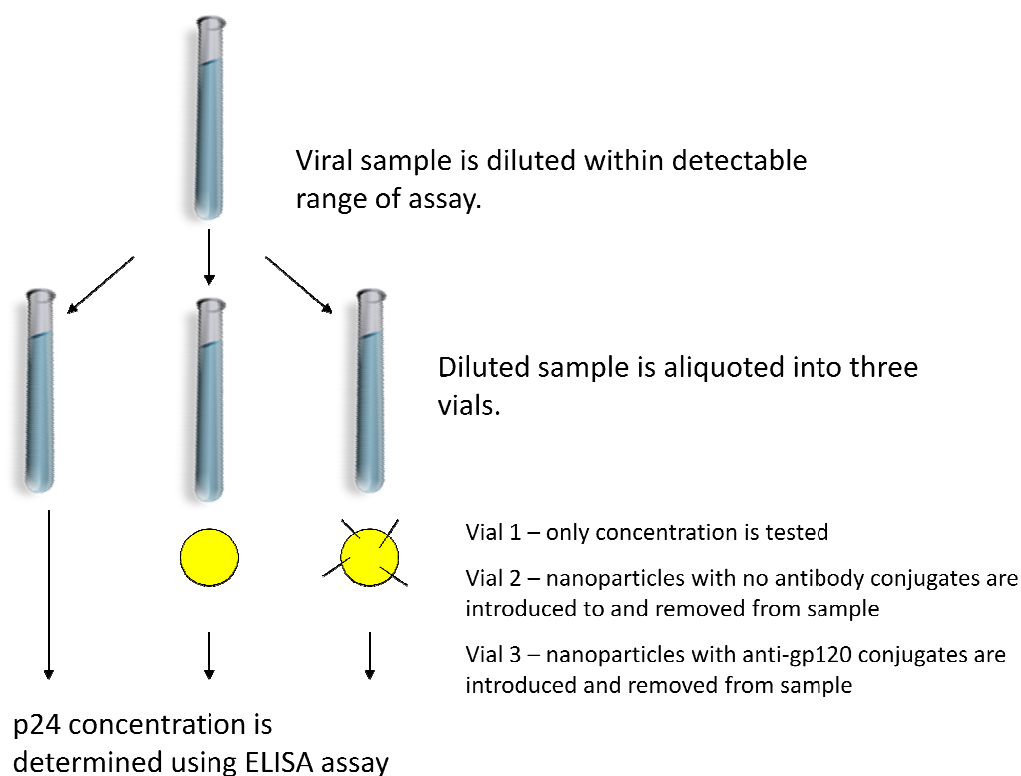 Viral sample is diluted within detectable
range of assay.
Diluted sample is aliquoted into three
vials.
Vial 1 – only concentration is tested
Vial 2 – nanoparticles with no antibody conjugates are
introduced to and removed from sample
Vial 3 – nanoparticles with anti-gp120 conjugates are
introduced and removed from sample
p24 concentration is
determined using ELISA assay